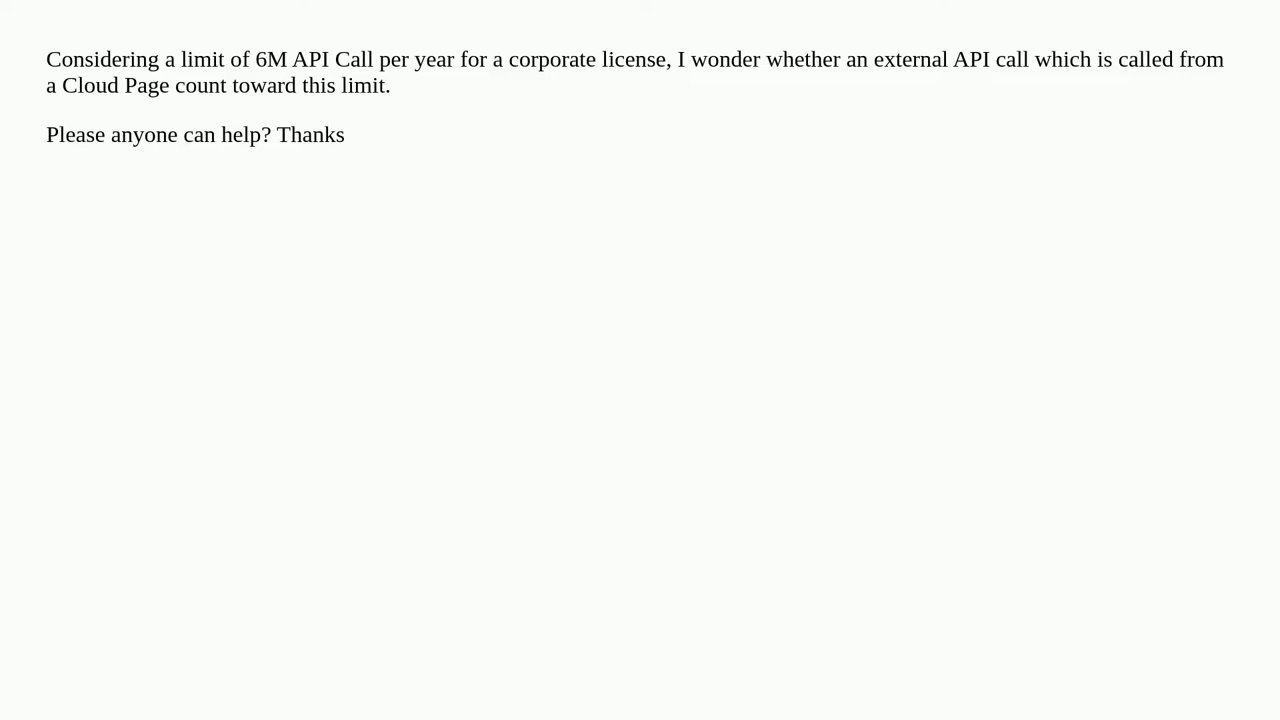 Considering a limit of 6M API Call per year for a corporate license, I wonder whether an external API call which is called from
a Cloud Page count toward this limit.
Please anyone can help? Thanks